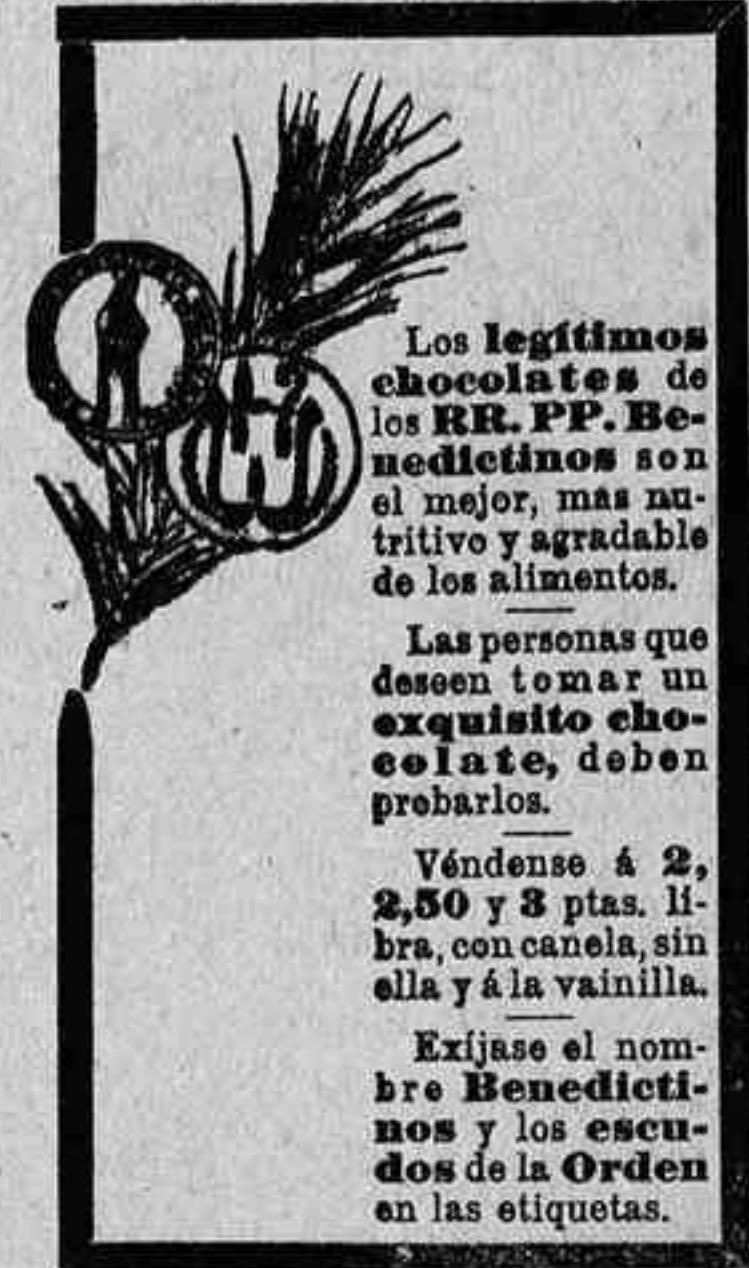 Los legítimos
chocolates de
los RR. PP. Be-
nedictinos son
el mejor, mas nu-
tritivo y agradable
de los alimentos.
Las personas que
deseen tomar un
exquisito cho-
colate, deben
probarlos.
Véndense á 2,
2,50 y 3 ptas. li-
bra, con canela, sin
ella y á la vainilla.
Exíjase el nom-
bre Benedicti-
nos y los escu-
dos de la Orden
en las etiquetas.